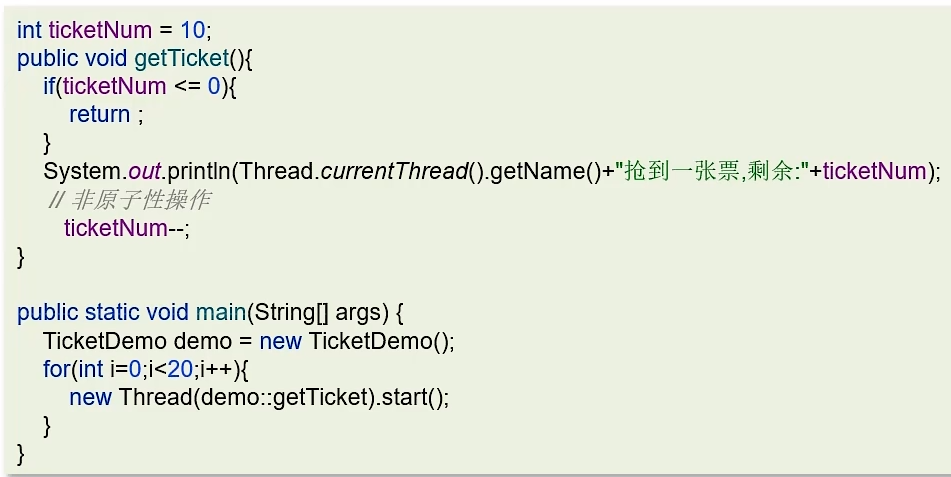 int ticketNum = 10;
public void getTicket(){
if(ticketNum <= 0){
return ;
}
System.out.println(Thread.currentThread().getName()+"抢到一张票,剩余:"+ticketNum);
// 非原子性操作
ticketNum--;
}
public static void main(String[] args) {
TicketDemo demo = new TicketDemo();
for(int i=0;i<20;i++){
new Thread(demo::getTicket).start();
}
}